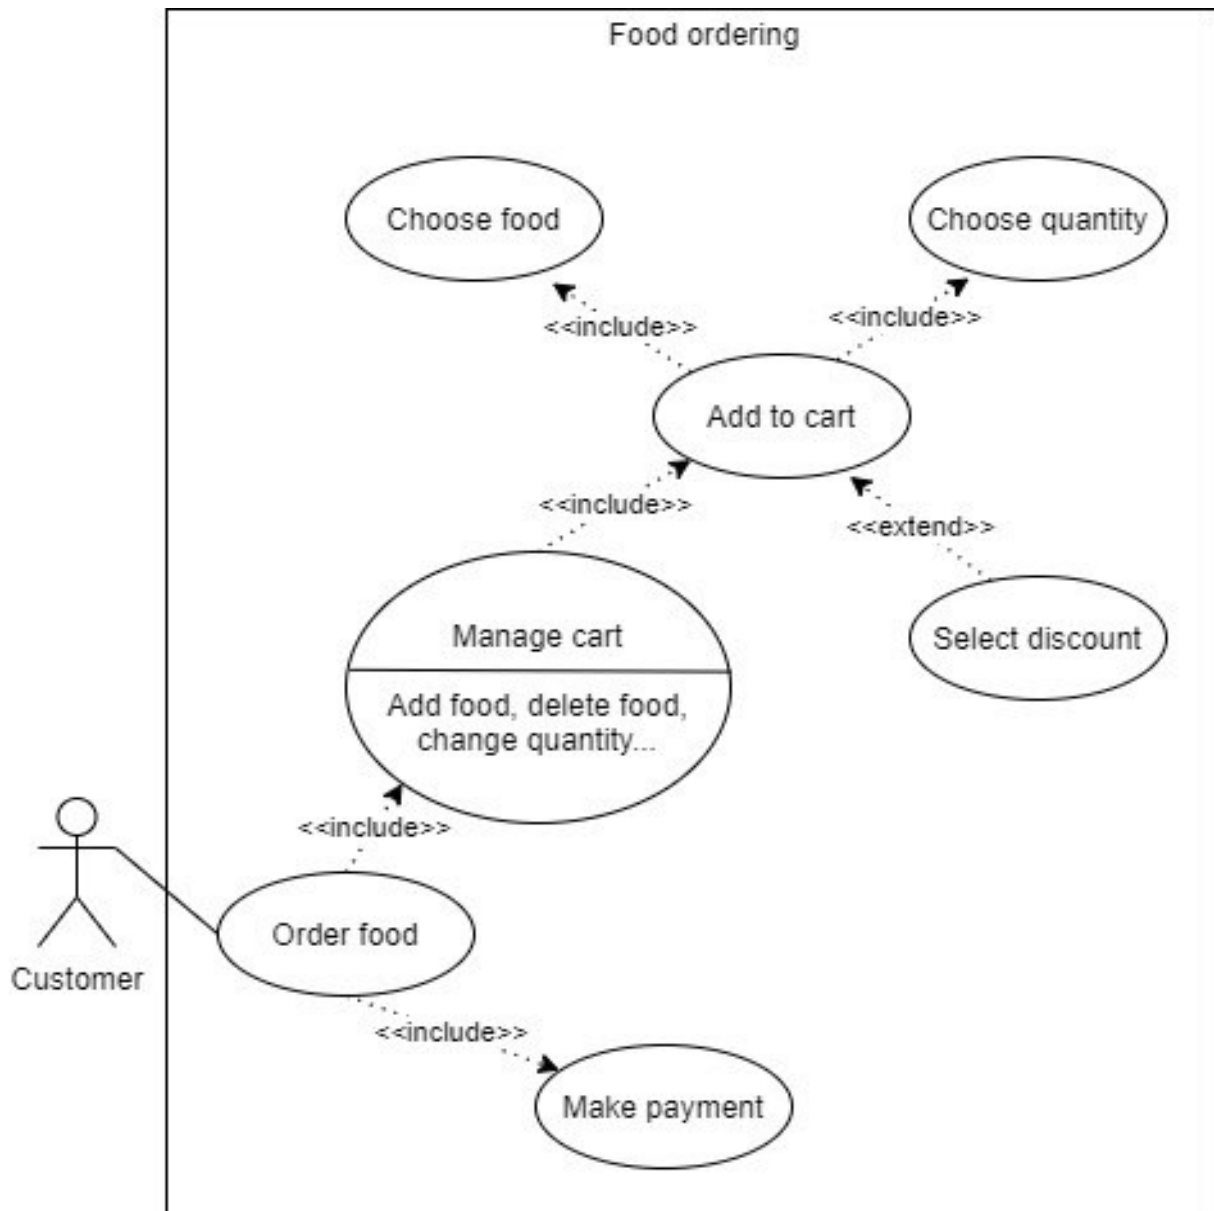 Food ordering
Choose food
Choose quantity
<<include>>
<<include>>
Add to cart
<<include>>
<<extend>>
Manage cart
Select discount
Add food, delete food,
change quantity...
<<include>>
Order food
Customer
<<include>>
Make payment